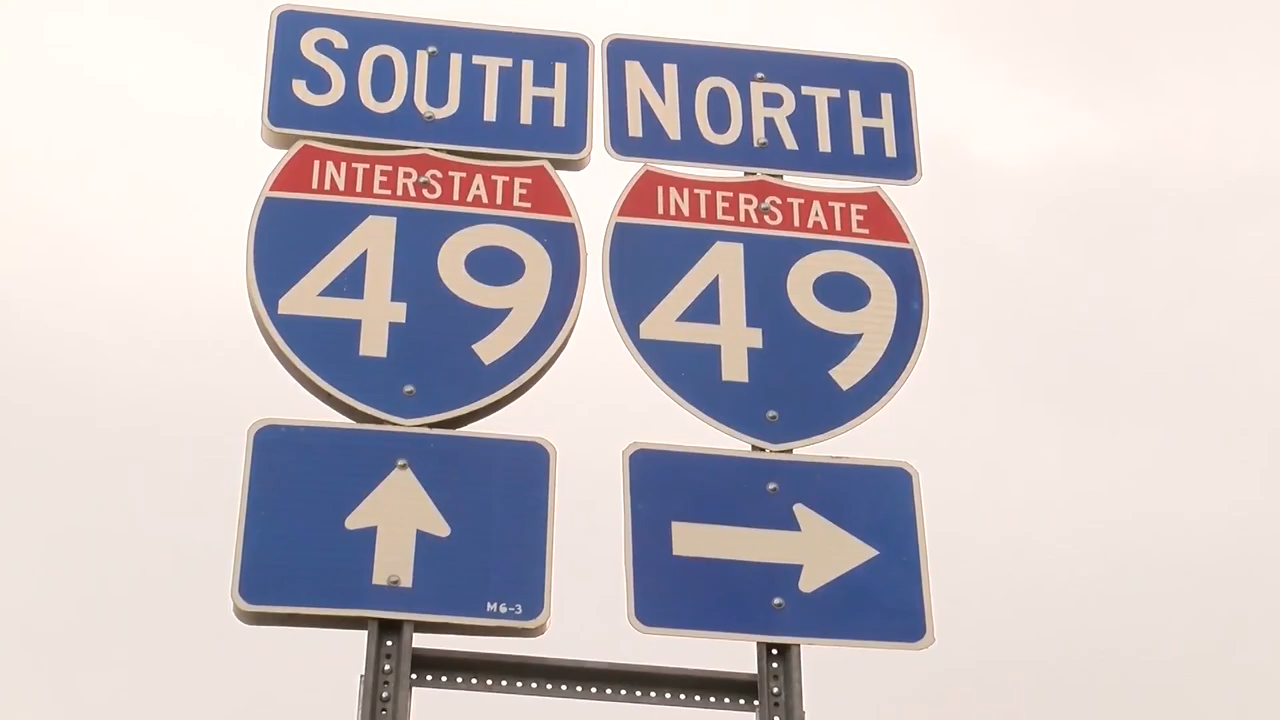 SOUTH
INTERSTATE
49
M6-3
NORTH
INTERSTATE
49